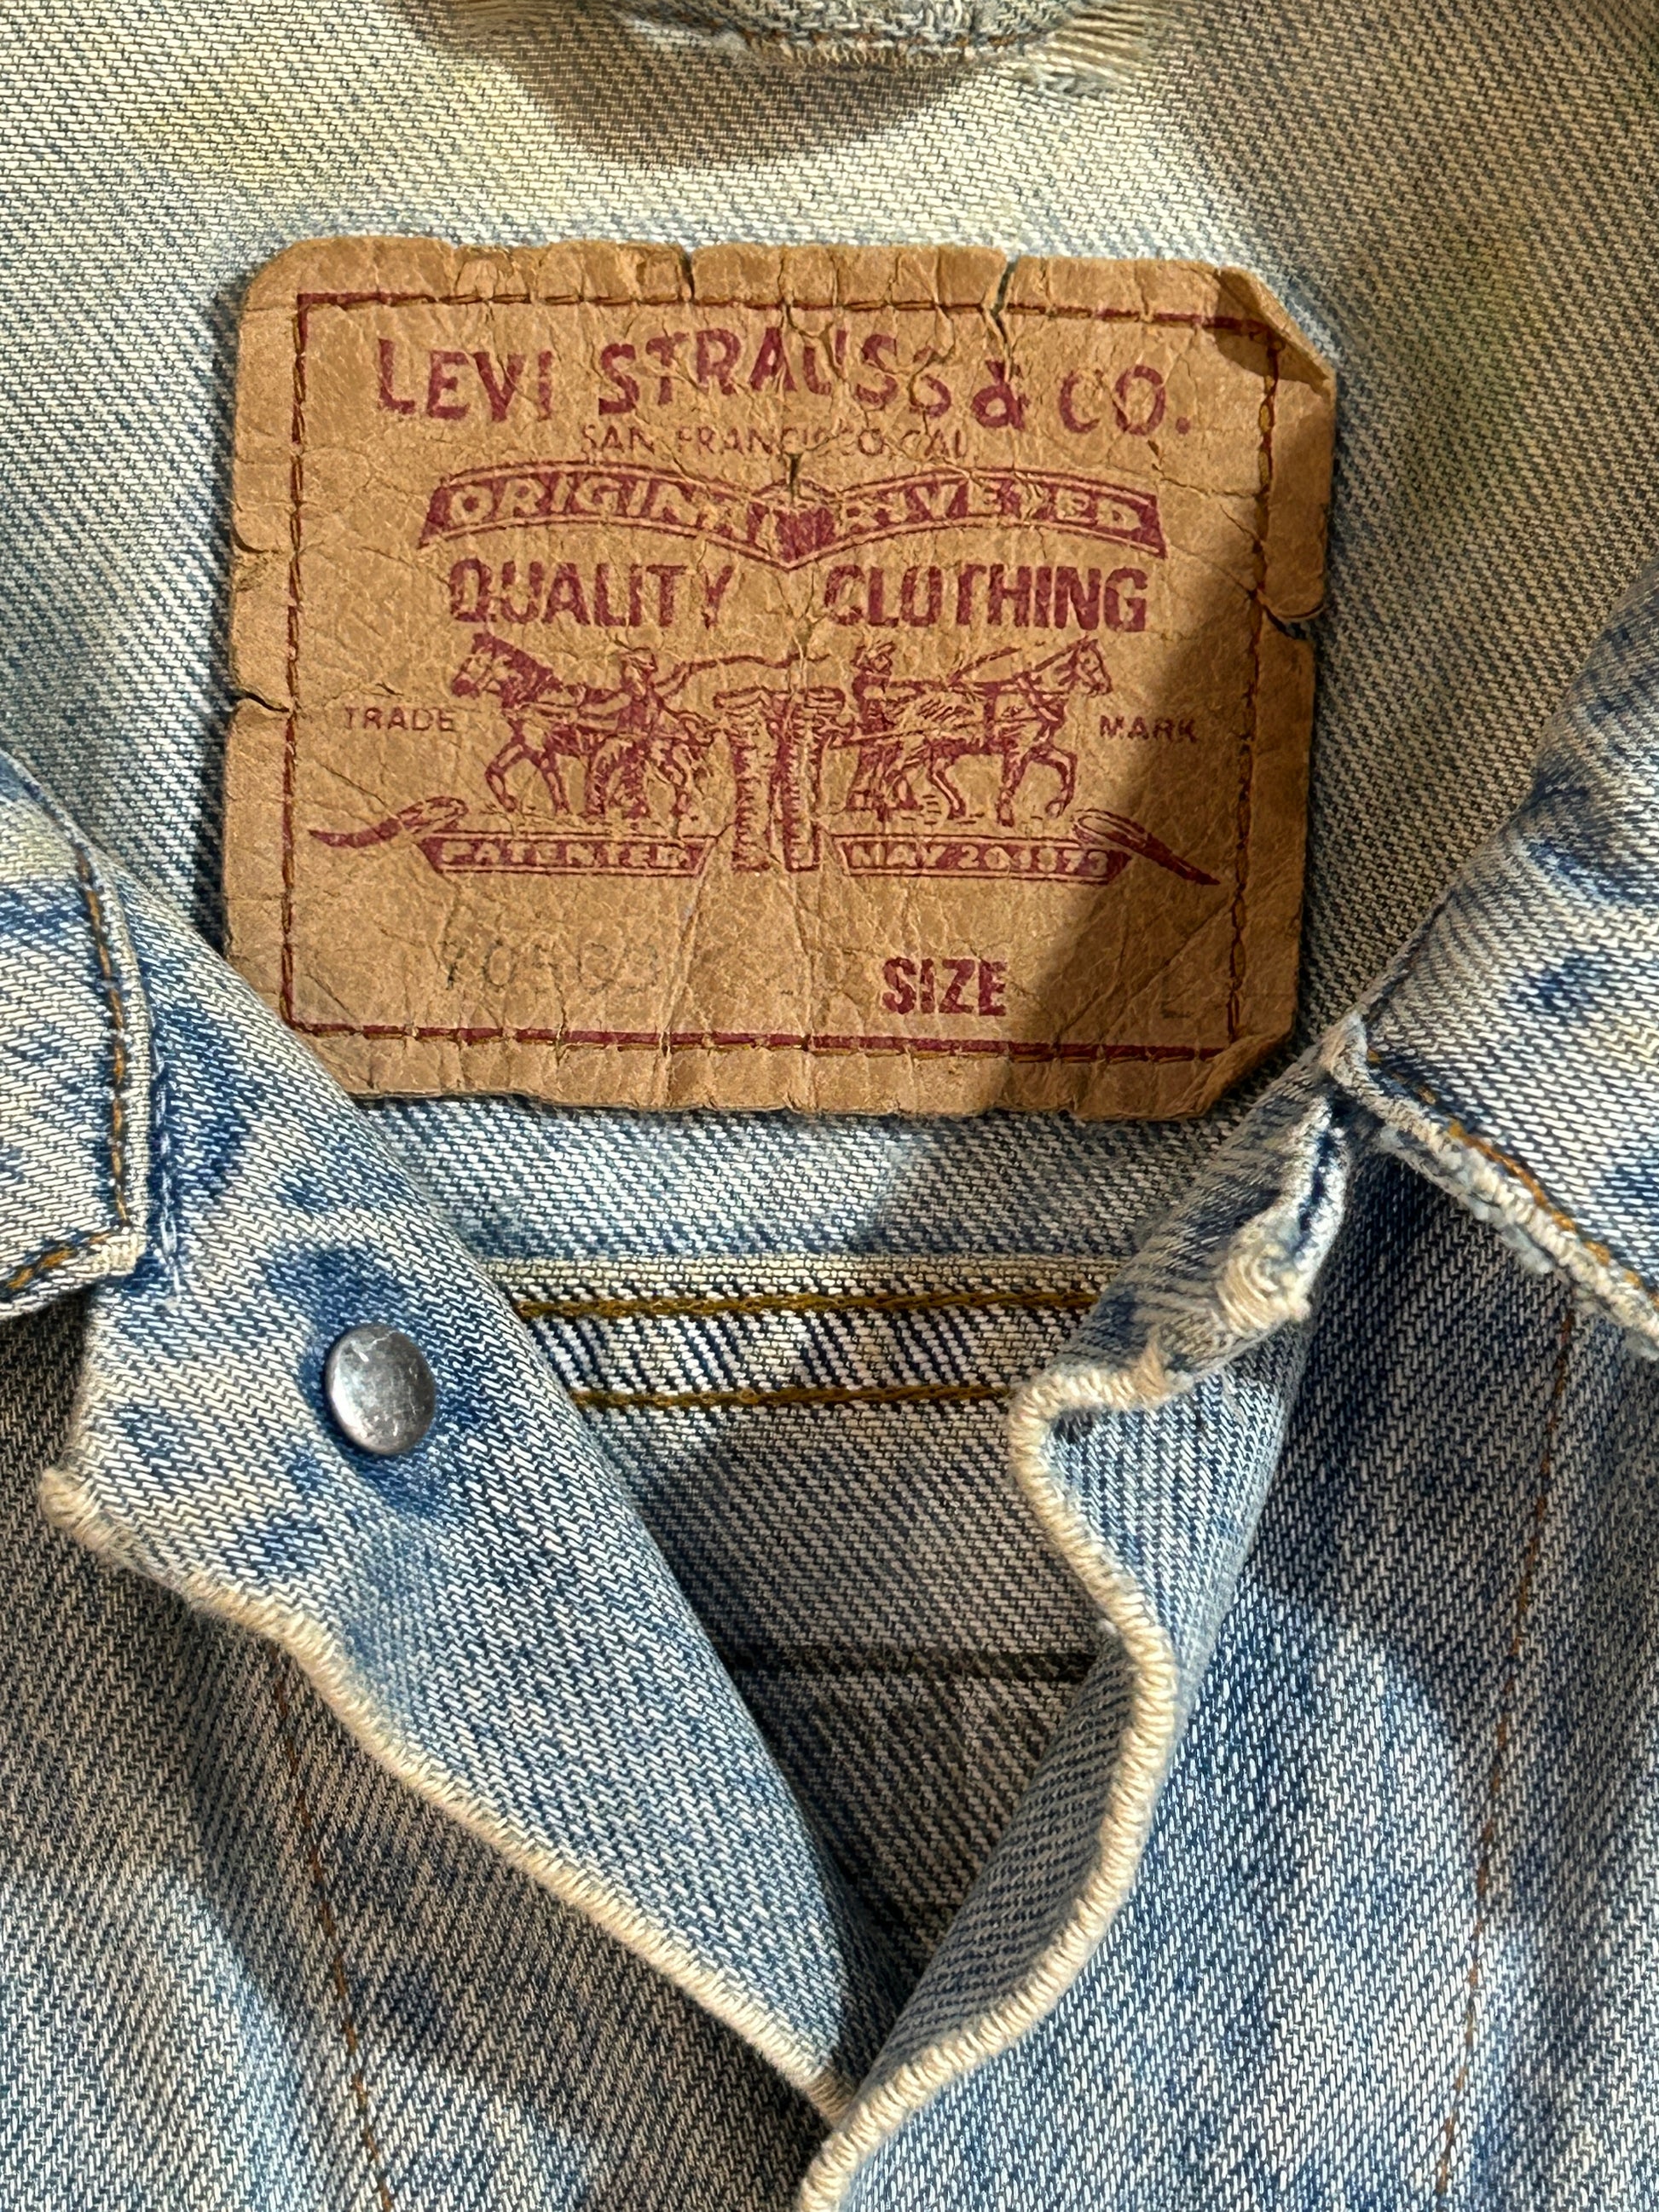 LEVI STRAUSS & CO.
SAN FRANCISCO, CAL.
ORIGINAL RIVETED
QUALITY CLOTHING
TRADE MARK
PATENTED MAY 20 1873
SIZE